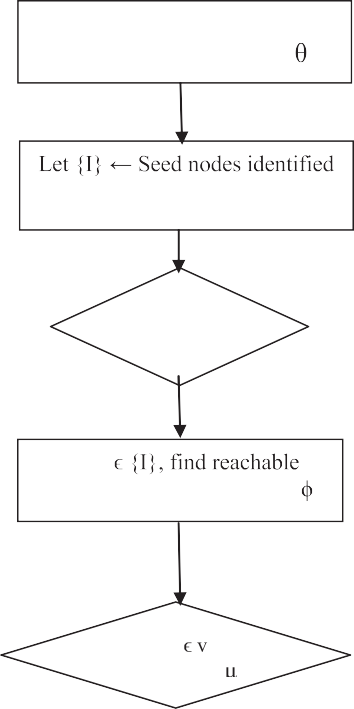 θ
Let {I} ← Seed nodes identified
ϵ {I}, find reachable
ϕ
ϵ v
u